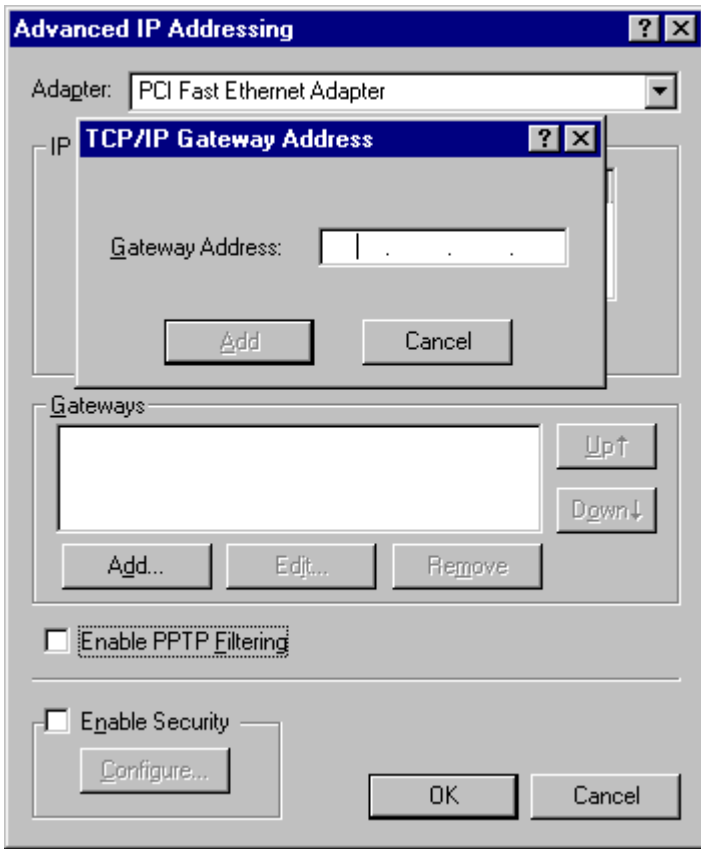 Advanced IP Addressing
Adapter: PCI Fast Ethernet Adapter
IP
TCP/IP Gateway Address
Gateway Address: . . .
Add Cancel
Gateways
Up↑
Down↓
Add... Edit... Remove
Enable PPTP Filtering
Enable Security
Configure...
OK Cancel